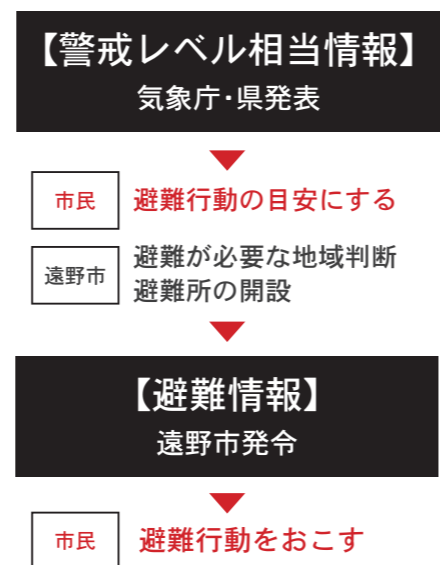 【警戒レベル相当情報】
気象庁・県発表
市民 避難行動の目安にする
遠野市 避難が必要な地域判断
避難所の開設
【避難情報】
遠野市発令
市民 避難行動をおこす